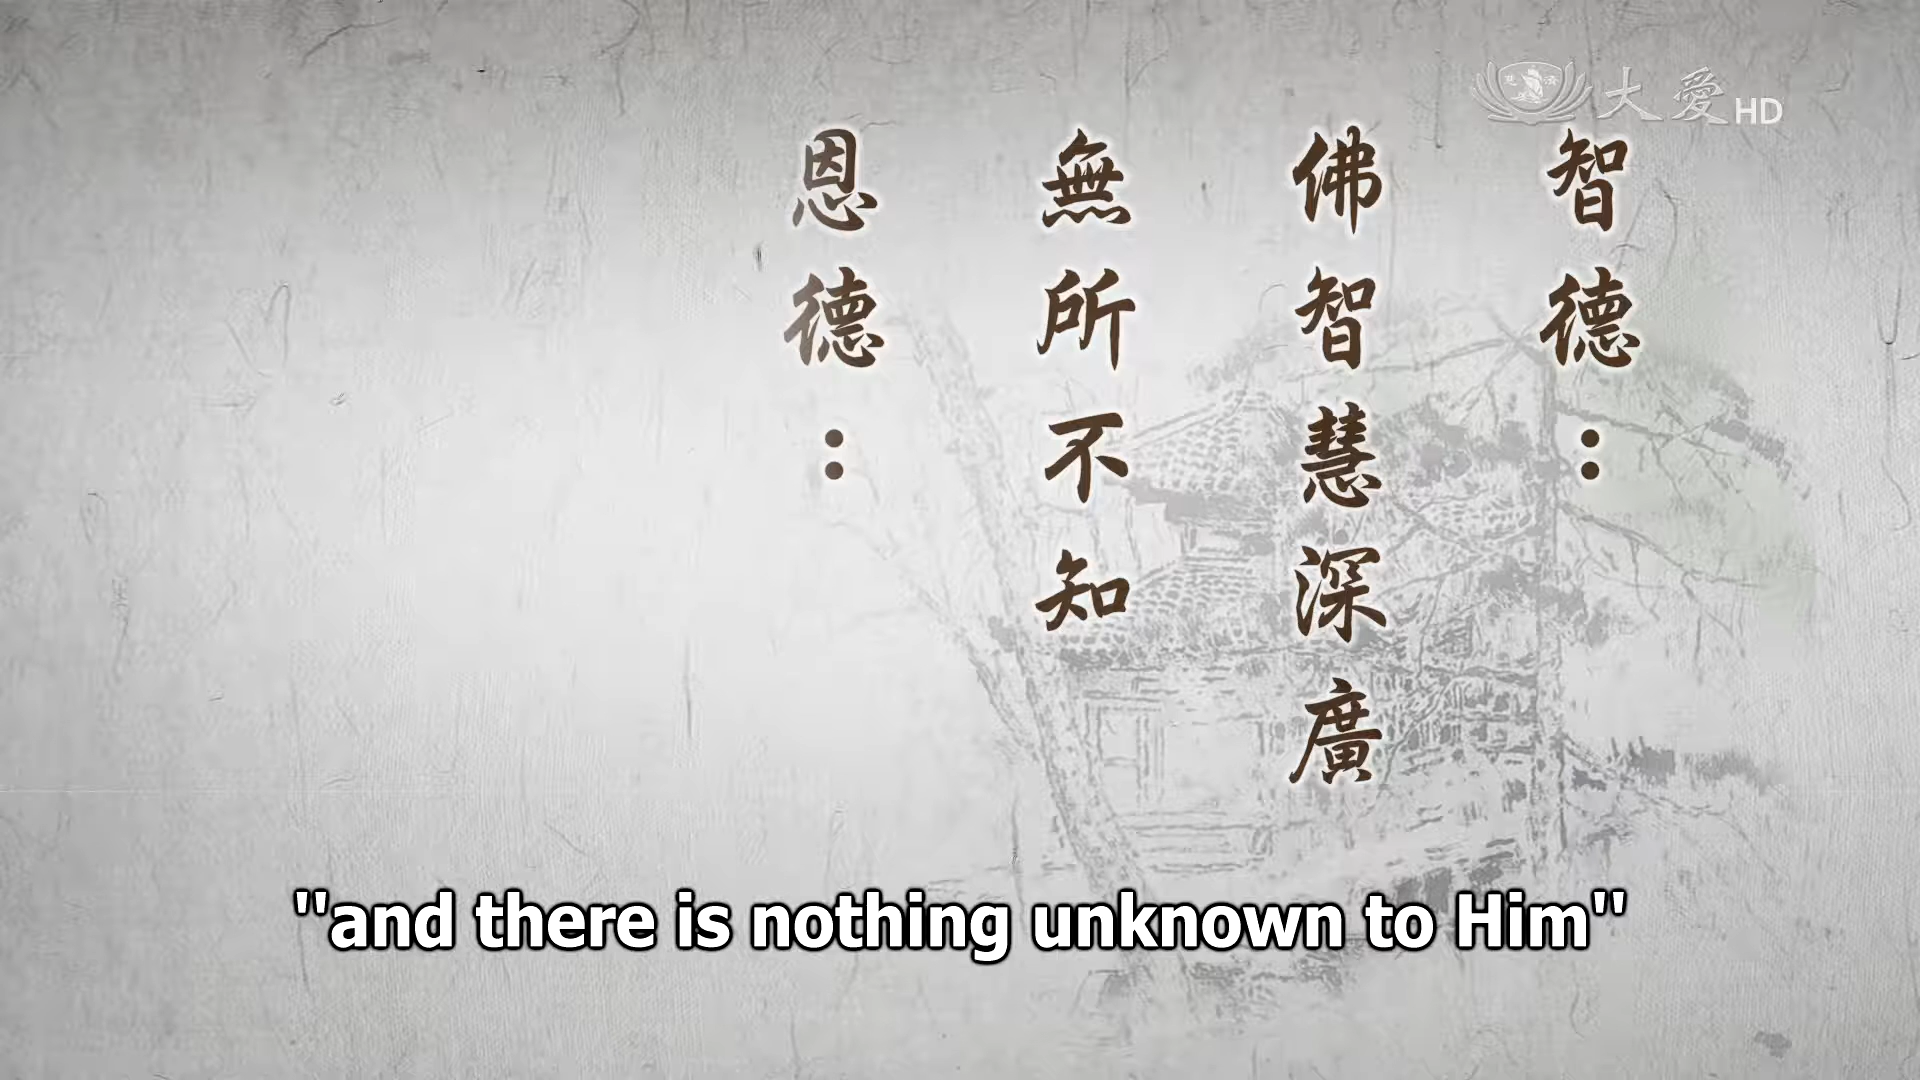 大愛HD
智德：
佛智慧深廣
無所不知
恩德：
"and there is nothing unknown to Him"